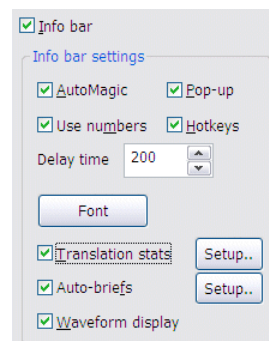 Info bar
Info bar settings
AutoMagic Pop-up
Use numbers Hotkeys
Delay time 200
Font
Translation stats Setup..
Auto-briefs Setup..
Waveform display